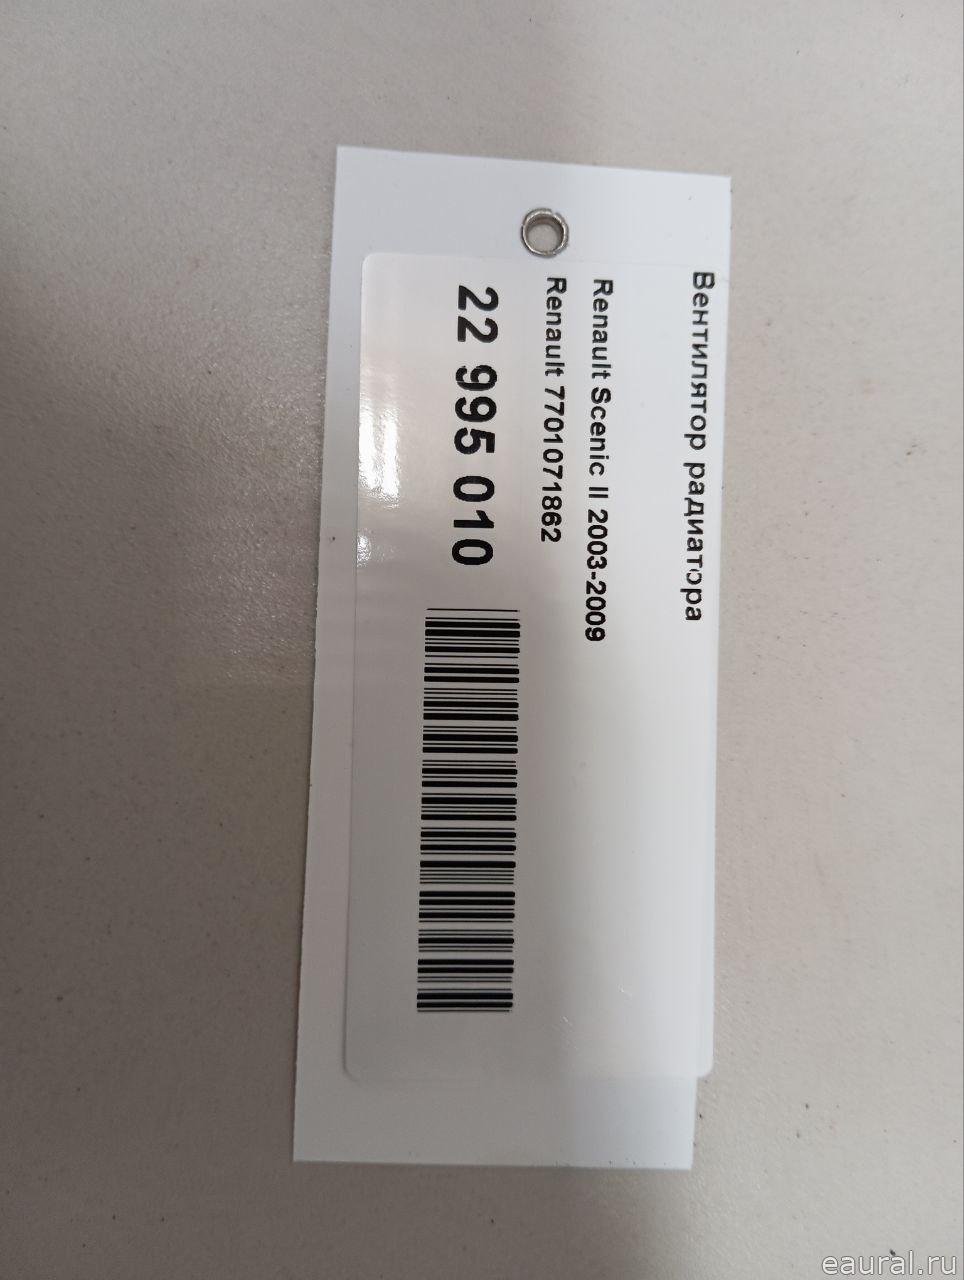 Вентилятор радиатора
Renault Scenic II 2003-2009
Renault 7701071862
22 995 010
eaural.ru